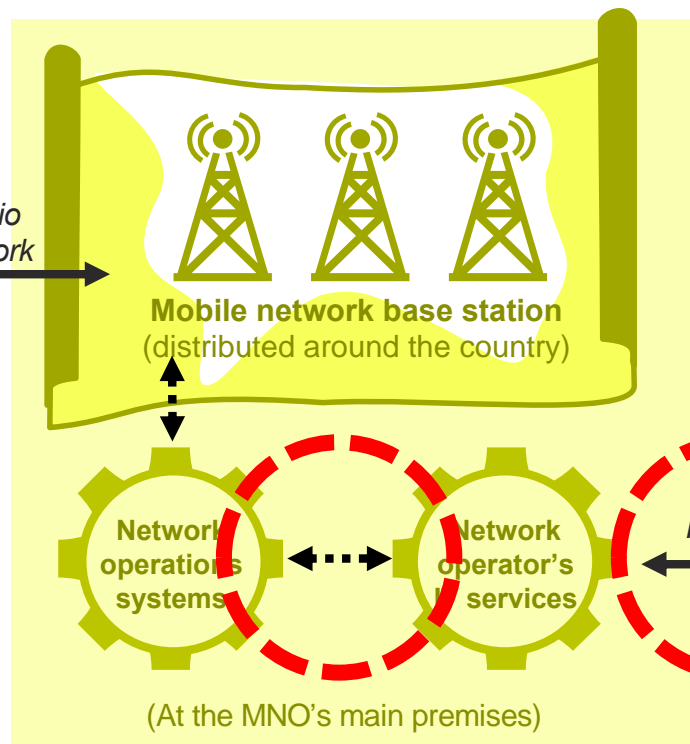 Mobile network base station
(distributed around the country)
Network
operations
systems
Network
operator's
services
(At the MNO's main premises)